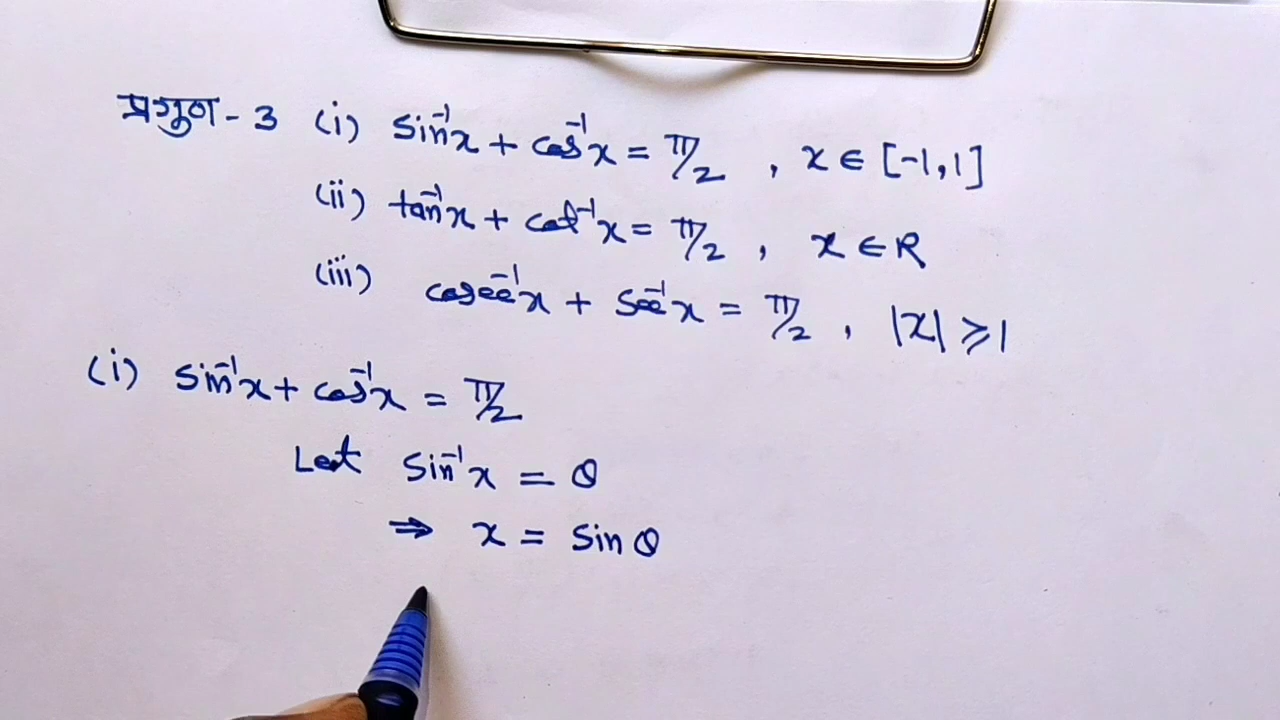 प्रगुण - 3 (i) sin⁻¹x + cos⁻¹x = π/2 , x ∈ [-1,1]
(ii) tan⁻¹x + cot⁻¹x = π/2 , x ∈ R
(iii) cosec⁻¹x + sec⁻¹x = π/2 , |x| ⩾ 1
(i) sin⁻¹x + cos⁻¹x = π/2
Let sin⁻¹x = θ
⇒ x = sin θ